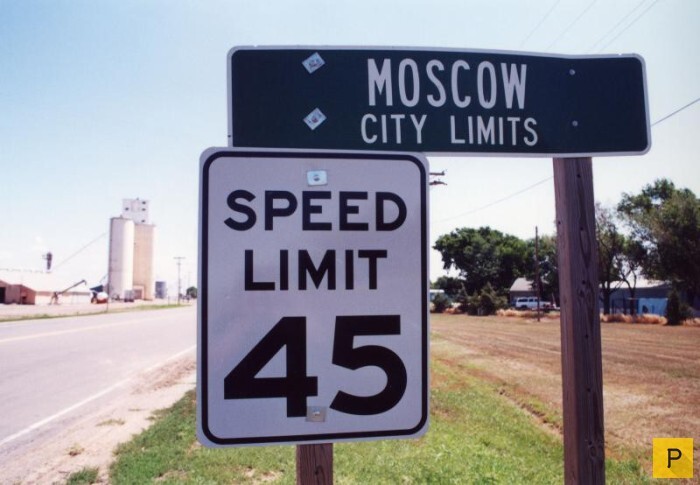 MOSCOW
CITY LIMITS
SPEED
LIMIT
45
P